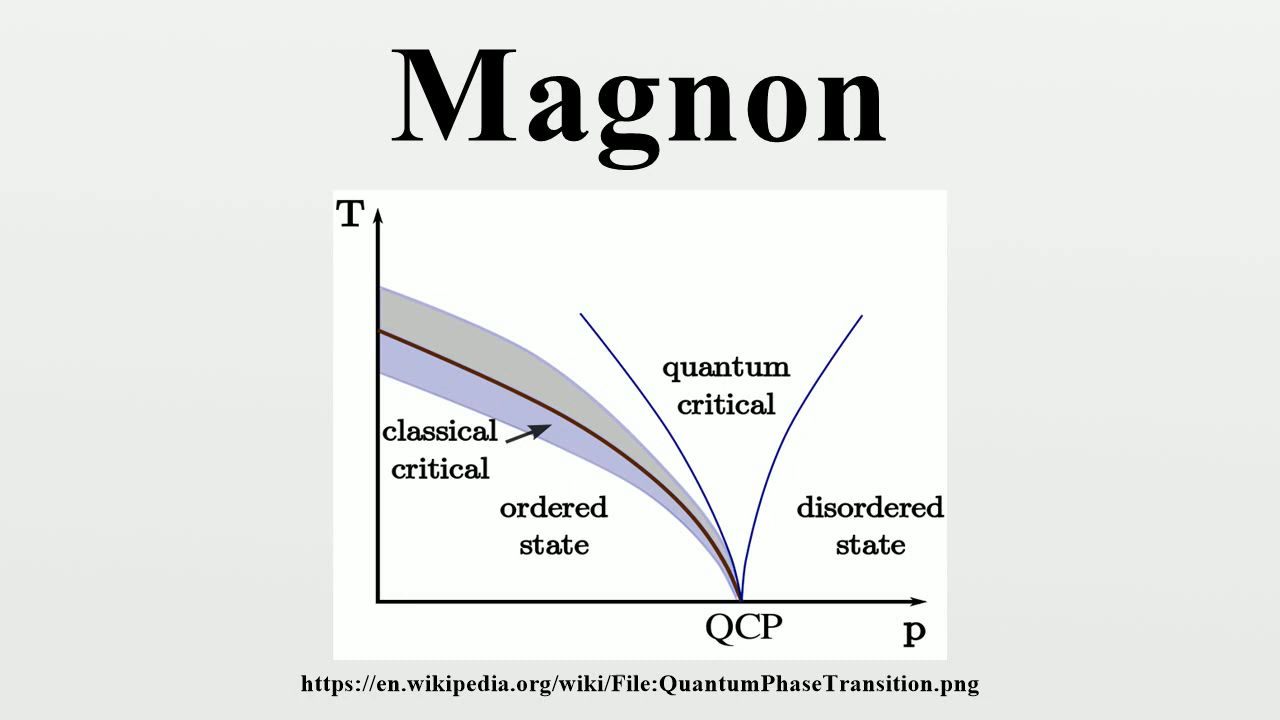 Magnon
T
quantum
critical
classical
critical
ordered
state
disordered
state
QCP
p
https://en.wikipedia.org/wiki/File:QuantumPhaseTransition.png